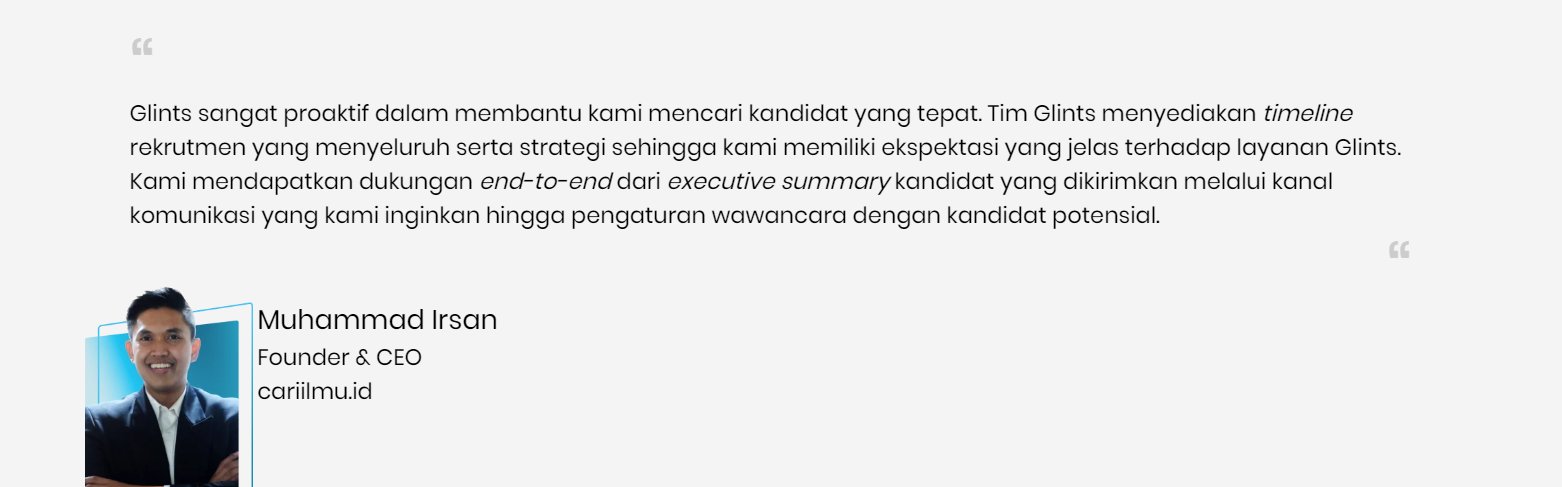 “
Glints sangat proaktif dalam membantu kami mencari kandidat yang tepat. Tim Glints menyediakan timeline
rekrutmen yang menyeluruh serta strategi sehingga kami memiliki ekspektasi yang jelas terhadap layanan Glints.
Kami mendapatkan dukungan end-to-end dari executive summary kandidat yang dikirimkan melalui kanal
komunikasi yang kami inginkan hingga pengaturan wawancara dengan kandidat potensial.
“
Muhammad Irsan
Founder & CEO
cariilmu.id